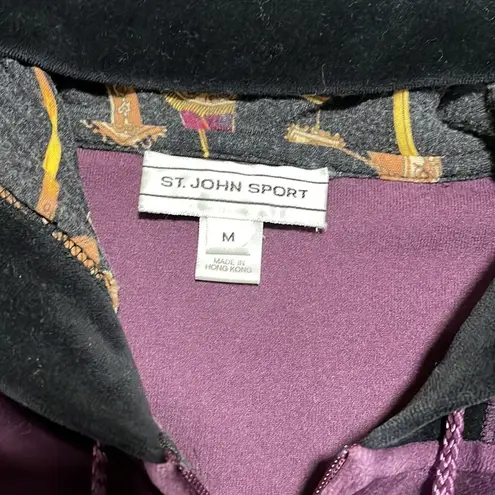 ST. JOHN SPORT
M
MADE IN
HONG KONG